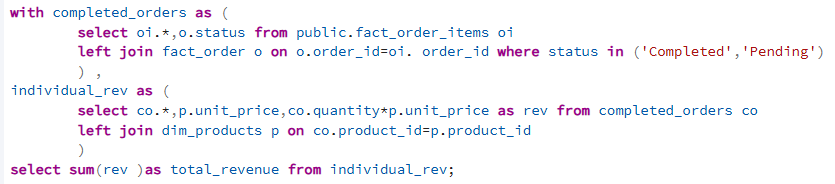 with completed_orders as (
select oi.*,o.status from public.fact_order_items oi
left join fact_order o on o.order_id=oi. order_id where status in ('Completed','Pending')
) ,
individual_rev as (
select co.*,p.unit_price,co.quantity*p.unit_price as rev from completed_orders co
left join dim_products p on co.product_id=p.product_id
)
select sum(rev )as total_revenue from individual_rev;